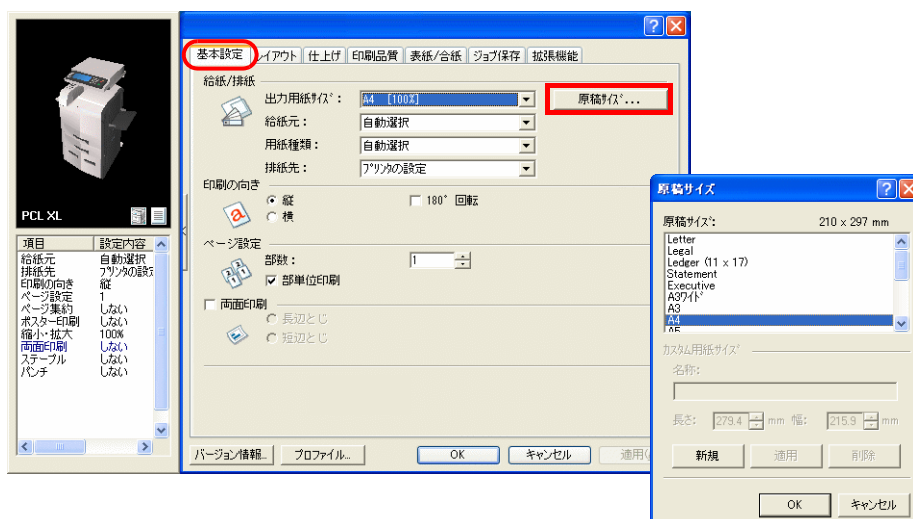 PCL XL
項目 設定内容
給紙元 自動選択
排紙先 プリンタの設定
印刷の向き 縦
ページ設定 1
ページ集約 しない
ポスター印刷 しない
縮小・拡大 100%
両面印刷 しない
ステープル しない
パンチ しない
基本設定 レイアウト 仕上げ 印刷品質 表紙/合紙 ジョブ保存 拡張機能
給紙/排紙
出力用紙サイズ: A4 [100%] 原稿サイズ...
給紙元: 自動選択
用紙種類: 自動選択
排紙先: プリンタの設定
印刷の向き
縦 180° 回転
横
ページ設定
部数: 1
部単位印刷
両面印刷
長辺とじ
短辺とじ
バージョン情報... プロファイル... OK キャンセル 適用(
原稿サイズ
原稿サイズ: 210 x 297 mm
Letter
Legal
Ledger (11 x 17)
Statement
Executive
A3ワイド
A3
A4
A5
カスタム用紙サイズ
名称:
長さ: 279.4 mm 幅: 215.9 mm
新規 適用 削除
OK キャンセル